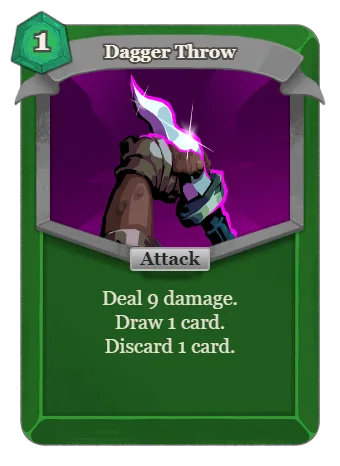 1
Dagger Throw
Attack
Deal 9 damage.
Draw 1 card.
Discard 1 card.